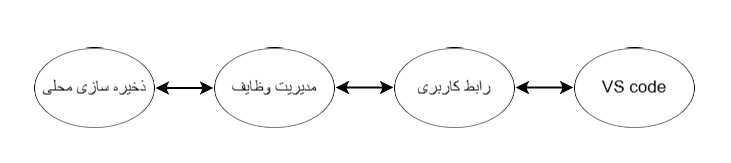 ذخیره سازی محلی
مدیریت وظایف
رابط کاربری
VS code